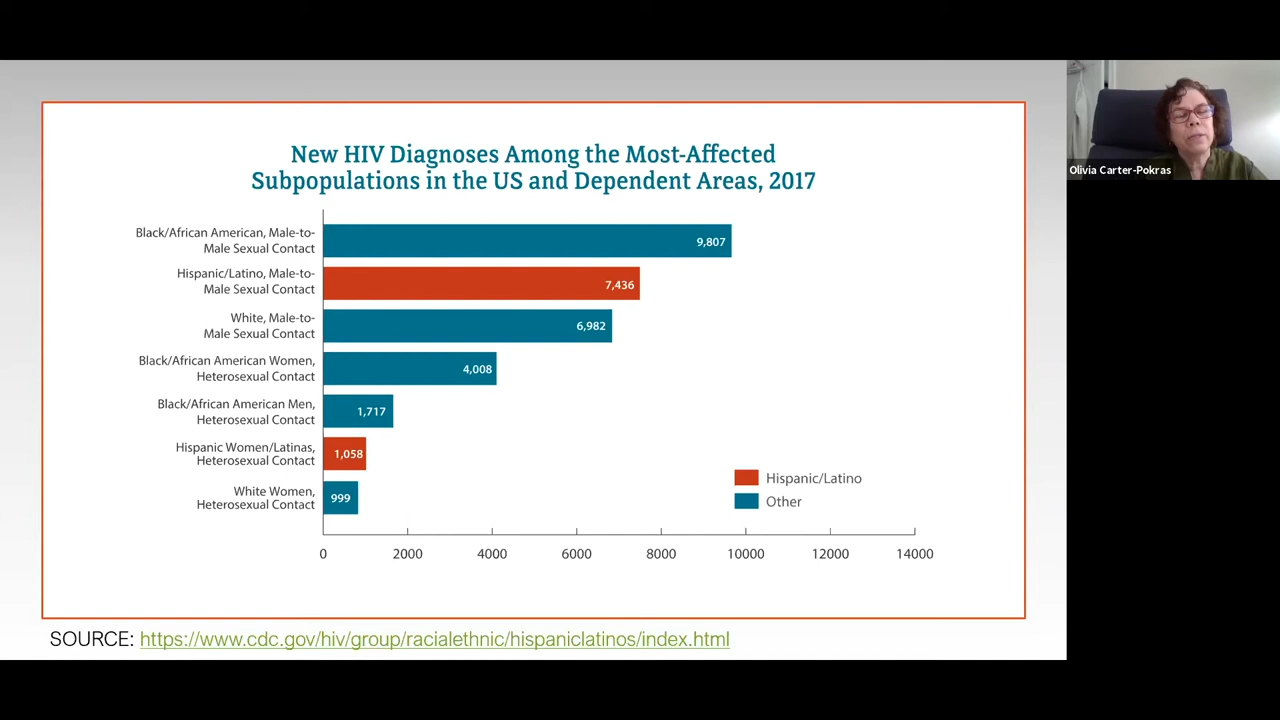 New HIV Diagnoses Among the Most-Affected
Subpopulations in the US and Dependent Areas, 2017
Black/African American, Male-to-
Male Sexual Contact
9,807
Hispanic/Latino, Male-to-
Male Sexual Contact
7,436
White, Male-to-
Male Sexual Contact
6,982
Black/African American Women,
Heterosexual Contact
4,008
Black/African American Men,
Heterosexual Contact
1,717
Hispanic Women/Latinas,
Heterosexual Contact
1,058
White Women,
Heterosexual Contact
999
Hispanic/Latino
Other
0 2000 4000 6000 8000 10000 12000 14000
SOURCE: https://www.cdc.gov/hiv/group/racialethnic/hispaniclatinos/index.html
Olivia Carter-Pokras